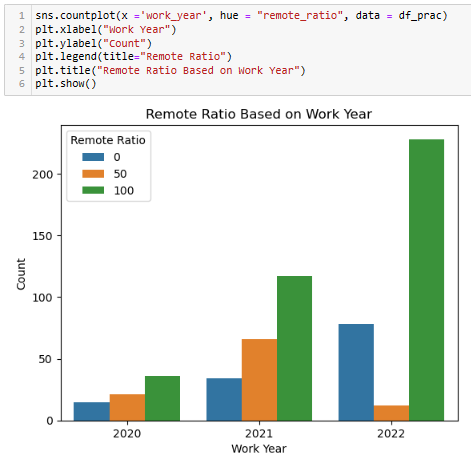 1 sns.countplot(x ='work_year', hue = "remote_ratio", data = df_prac)
2 plt.xlabel("Work Year")
3 plt.ylabel("Count")
4 plt.legend(title="Remote Ratio")
5 plt.title("Remote Ratio Based on Work Year")
6 plt.show()
Remote Ratio Based on Work Year
Remote Ratio
0
50
100
200
150
100
50
0
Count
2020 2021 2022
Work Year